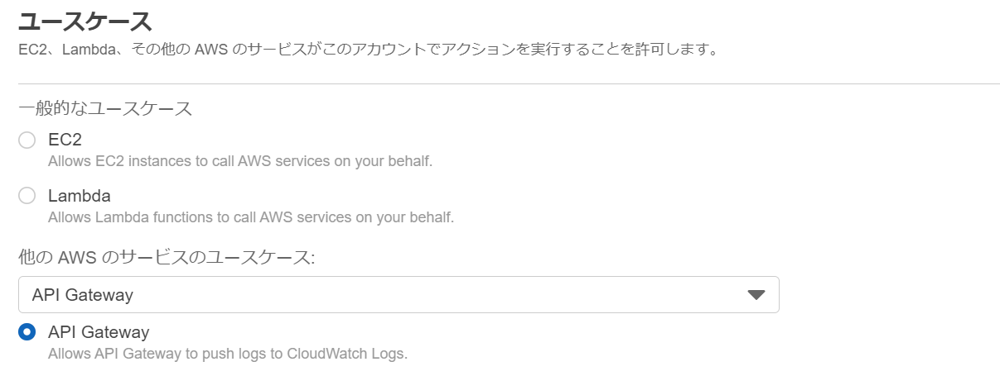 ユースケース
EC2、Lambda、その他の AWS のサービスがこのアカウントでアクションを実行することを許可します。
一般的なユースケース
EC2
Allows EC2 instances to call AWS services on your behalf.
Lambda
Allows Lambda functions to call AWS services on your behalf.
他の AWS のサービスのユースケース:
API Gateway
API Gateway
Allows API Gateway to push logs to CloudWatch Logs.